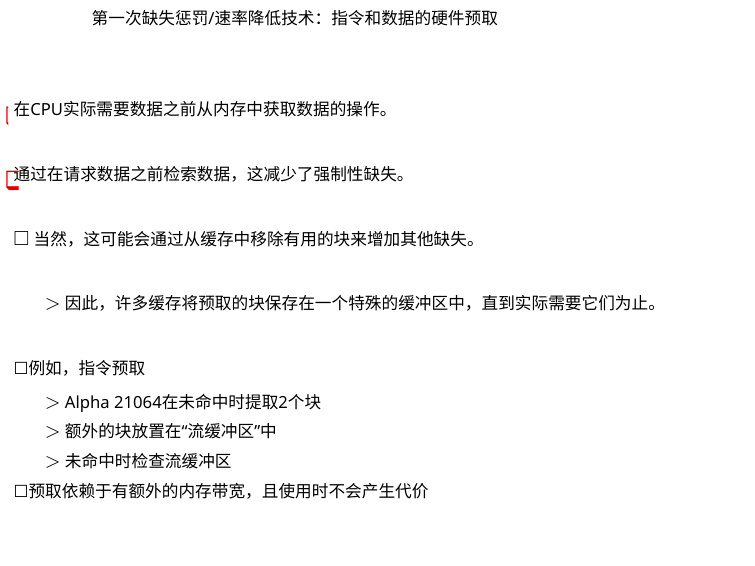 第一次缺失惩罚/速率降低技术：指令和数据的硬件预取
在CPU实际需要数据之前从内存中获取数据的操作。
通过在请求数据之前检索数据，这减少了强制性缺失。
□ 当然，这可能会通过从缓存中移除有用的块来增加其他缺失。
＞ 因此，许多缓存将预取的块保存在一个特殊的缓冲区中，直到实际需要它们为止。
□例如，指令预取
＞ Alpha 21064在未命中时提取2个块
＞ 额外的块放置在“流缓冲区”中
＞ 未命中时检查流缓冲区
□预取依赖于有额外的内存带宽，且使用时不会产生代价